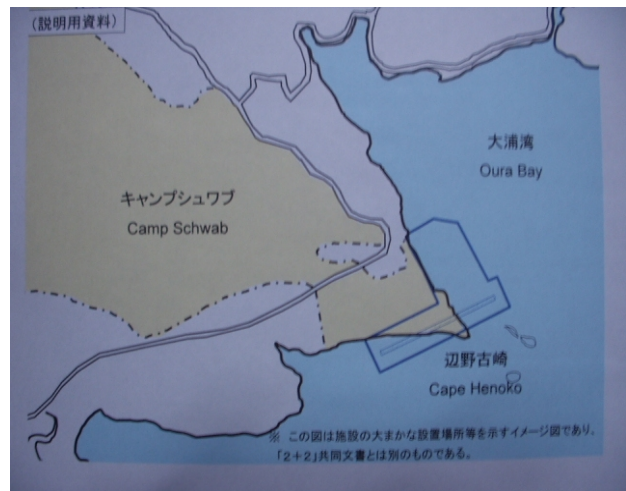 (説明用資料)
大浦湾
Oura Bay
キャンプシュワブ
Camp Schwab
辺野古崎
Cape Henoko
※ この図は施設の大まかな設置場所等を示すイメージ図であり、
「2+2」共同文書とは別のものである。